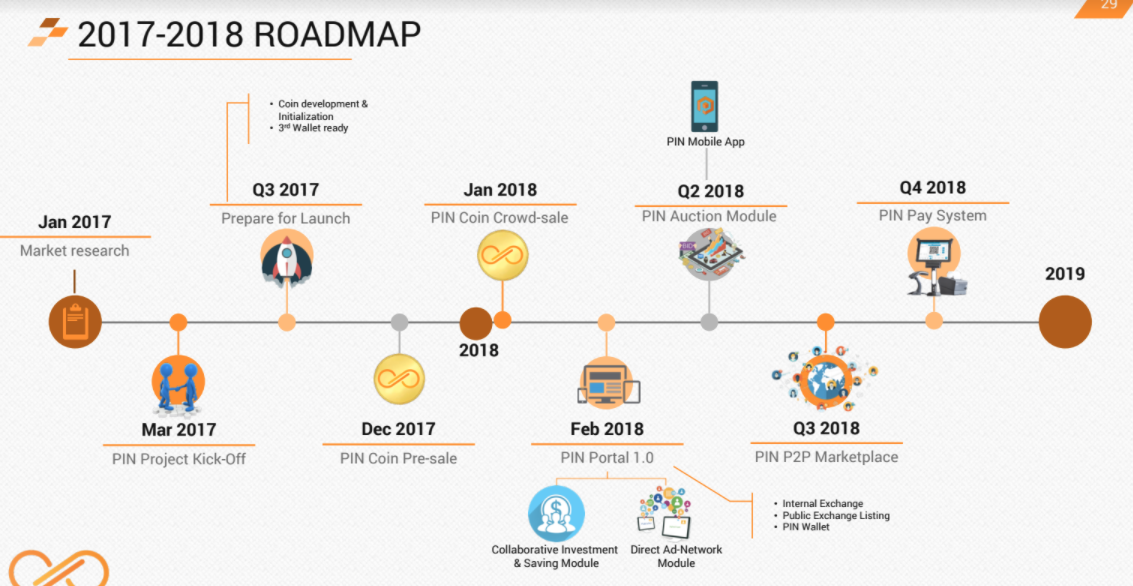 29
2017-2018 ROADMAP
• Coin development &
Initialization
• 3rd Wallet ready
PIN Mobile App
Jan 2017
Market research
Q3 2017
Prepare for Launch
Jan 2018
PIN Coin Crowd-sale
Q2 2018
PIN Auction Module
Q4 2018
PIN Pay System
2019
2018
Mar 2017
PIN Project Kick-Off
Dec 2017
PIN Coin Pre-sale
Feb 2018
PIN Portal 1.0
Q3 2018
PIN P2P Marketplace
• Internal Exchange
• Public Exchange Listing
• PIN Wallet
Collaborative Investment
& Saving Module
Direct Ad-Network
Module